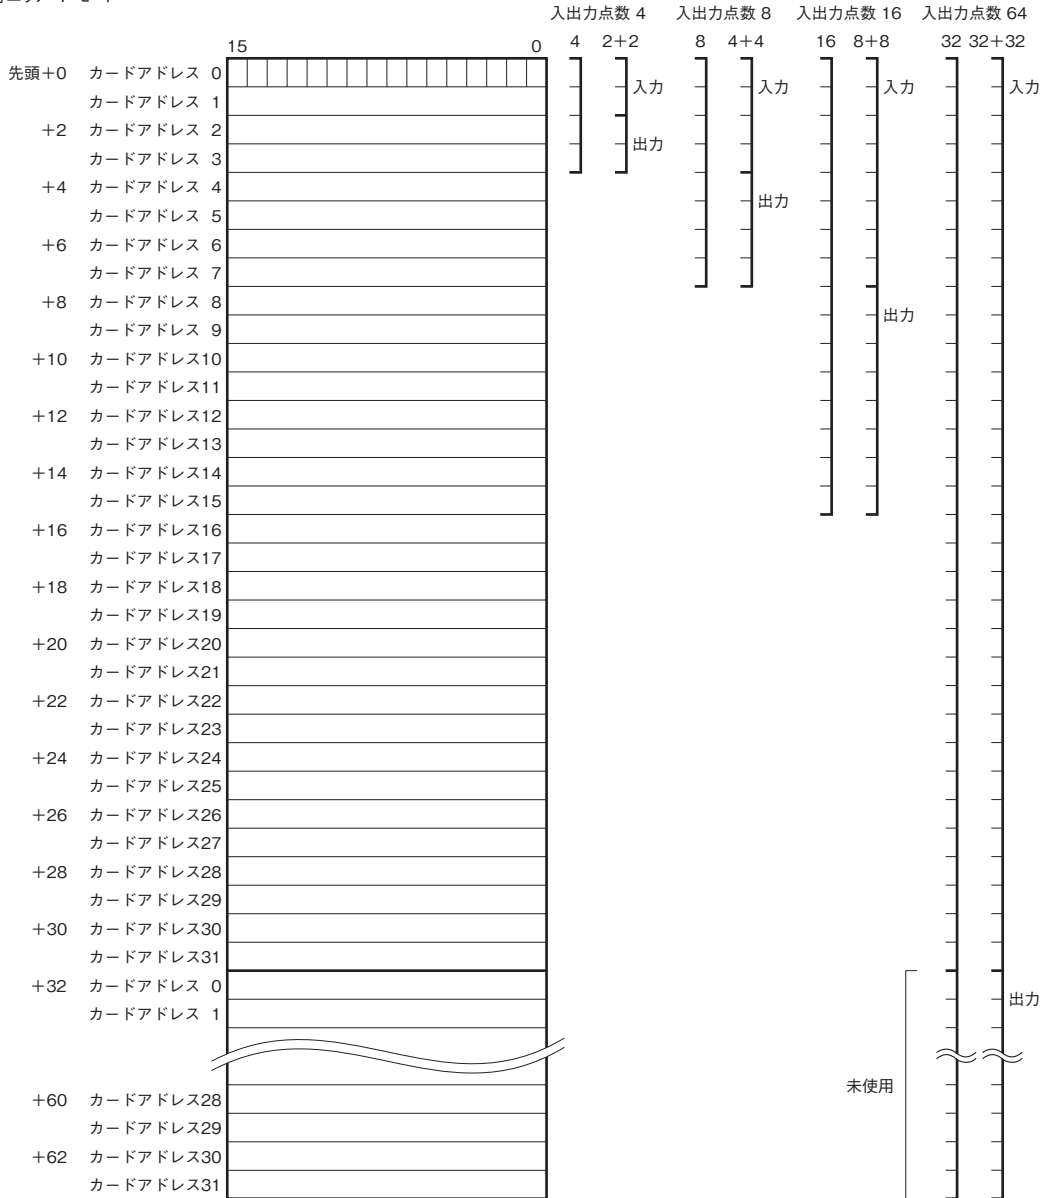 入出力点数 4 入出力点数 8 入出力点数 16 入出力点数 64
15 0 4 2+2 8 4+4 16 8+8 32 32+32
先頭+0 カードアドレス 0
カードアドレス 1 入力 入力 入力 入力
+2 カードアドレス 2
カードアドレス 3 出力
+4 カードアドレス 4
カードアドレス 5 出力
+6 カードアドレス 6
カードアドレス 7
+8 カードアドレス 8
カードアドレス 9 出力
+10 カードアドレス10
カードアドレス11
+12 カードアドレス12
カードアドレス13
+14 カードアドレス14
カードアドレス15
+16 カードアドレス16
カードアドレス17
+18 カードアドレス18
カードアドレス19
+20 カードアドレス20
カードアドレス21
+22 カードアドレス22
カードアドレス23
+24 カードアドレス24
カードアドレス25
+26 カードアドレス26
カードアドレス27
+28 カードアドレス28
カードアドレス29
+30 カードアドレス30
カードアドレス31
+32 カードアドレス 0
カードアドレス 1 出力
未使用
+60 カードアドレス28
カードアドレス29
+62 カードアドレス30
カードアドレス31